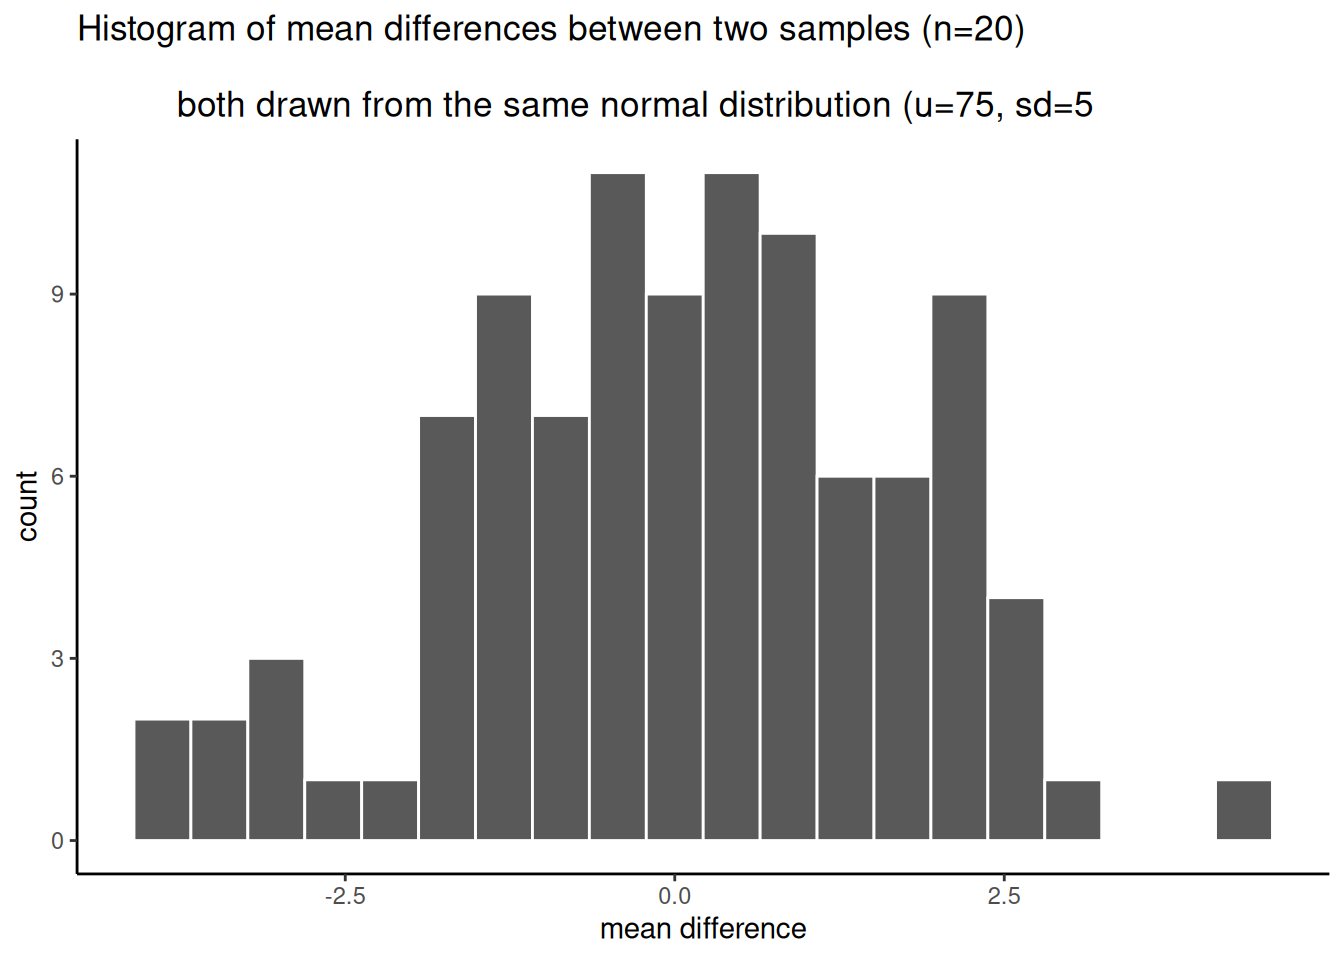 Histogram of mean differences between two samples (n=20)
both drawn from the same normal distribution (u=75, sd=5
count
9
6
3
0
-2.5
0.0
2.5
mean difference